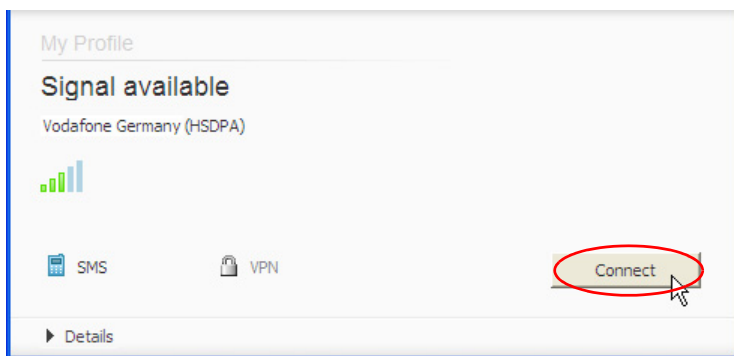 My Profile
Signal available
Vodafone Germany (HSDPA)
SMS VPN Connect
Details